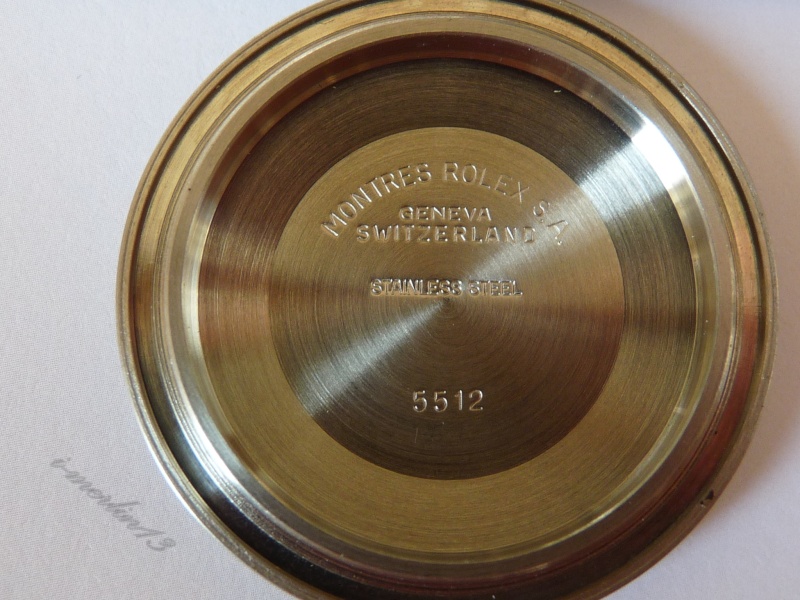 MONTRES ROLEX S.A.
GENEVA
SWITZERLAND
STAINLESS STEEL
5512
i-merlin13